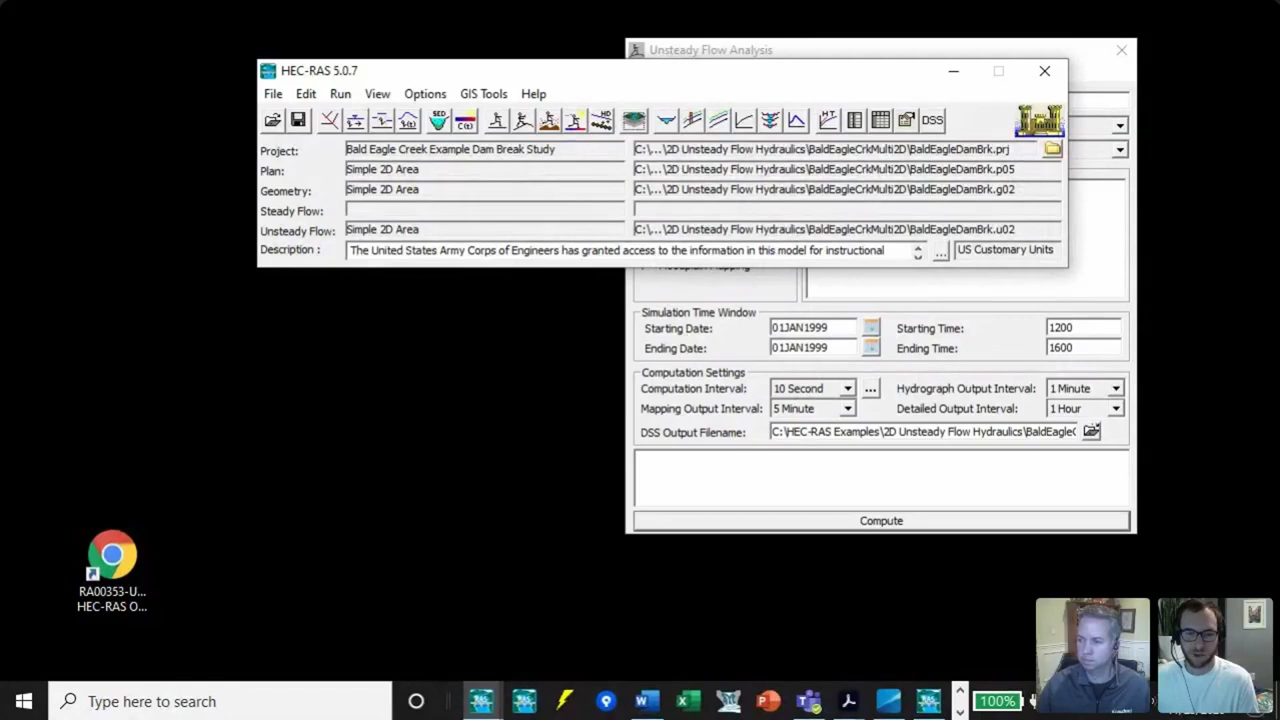 Unsteady Flow Analysis
HEC-RAS 5.0.7
File Edit Run View Options GIS Tools Help
SED C(t) HG HT DSS
Project: Bald Eagle Creek Example Dam Break Study C:\...\2D Unsteady Flow Hydraulics\BaldEagleCrkMulti2D\BaldEagleDamBrk.prj
Plan: Simple 2D Area C:\...\2D Unsteady Flow Hydraulics\BaldEagleCrkMulti2D\BaldEagleDamBrk.p05
Geometry: Simple 2D Area C:\...\2D Unsteady Flow Hydraulics\BaldEagleCrkMulti2D\BaldEagleDamBrk.g02
Steady Flow:
Unsteady Flow: Simple 2D Area C:\...\2D Unsteady Flow Hydraulics\BaldEagleCrkMulti2D\BaldEagleDamBrk.u02
Description : The United States Army Corps of Engineers has granted access to the information in this model for instructional ... US Customary Units
Simulation Time Window
Starting Date: 01JAN1999 Starting Time: 1200
Ending Date: 01JAN1999 Ending Time: 1600
Computation Settings
Computation Interval: 10 Second ... Hydrograph Output Interval: 1 Minute
Mapping Output Interval: 5 Minute Detailed Output Interval: 1 Hour
DSS Output Filename: C:\HEC-RAS Examples\2D Unsteady Flow Hydraulics\BaldEagleC
Compute
RA00353-U...
HEC-RAS O...
Type here to search
100%